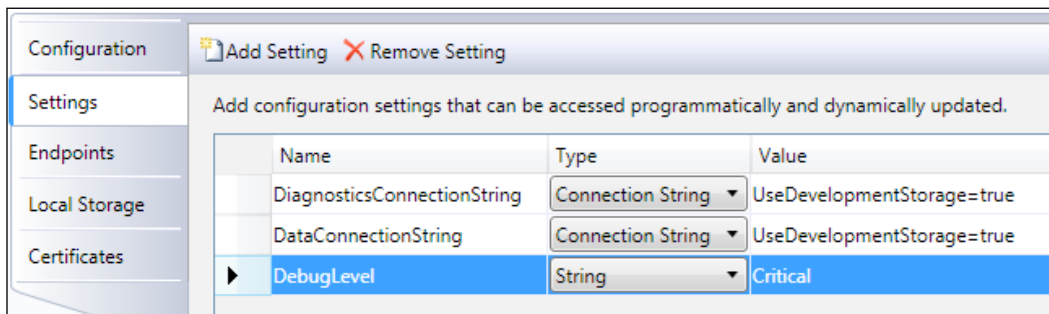 Configuration
Add Setting Remove Setting
Settings
Add configuration settings that can be accessed programmatically and dynamically updated.
Endpoints
Local Storage
Certificates
Name Type Value
DiagnosticsConnectionString Connection String UseDevelopmentStorage=true
DataConnectionString Connection String UseDevelopmentStorage=true
DebugLevel String Critical